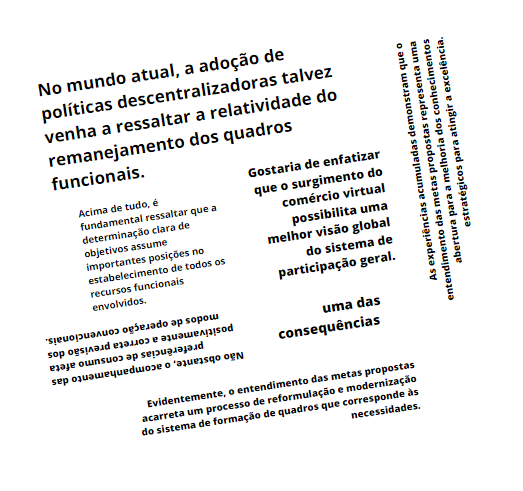 No mundo atual, a adoção de
políticas descentralizadoras talvez
venha a ressaltar a relatividade do
remanejamento dos quadros
funcionais.
Acima de tudo, é
fundamental ressaltar que a
determinação clara de
objetivos assume
importantes posições no
estabelecimento de todos os
recursos funcionais
envolvidos.
Gostaria de enfatizar
que o surgimento do
comércio virtual
possibilita uma
melhor visão global
do sistema de
participação geral.
As experiências acumuladas demonstram que o
entendimento das metas propostas representa uma
abertura para a melhoria dos conhecimentos
estratégicos para atingir a excelência.
uma das
consequências
Não obstante, o acompanhamento das
preferências de consumo afeta
positivamente a correta previsão dos
modos de operação convencionais.
Evidentemente, o entendimento das metas propostas
acarreta um processo de reformulação e modernização
do sistema de formação de quadros que corresponde às
necessidades.